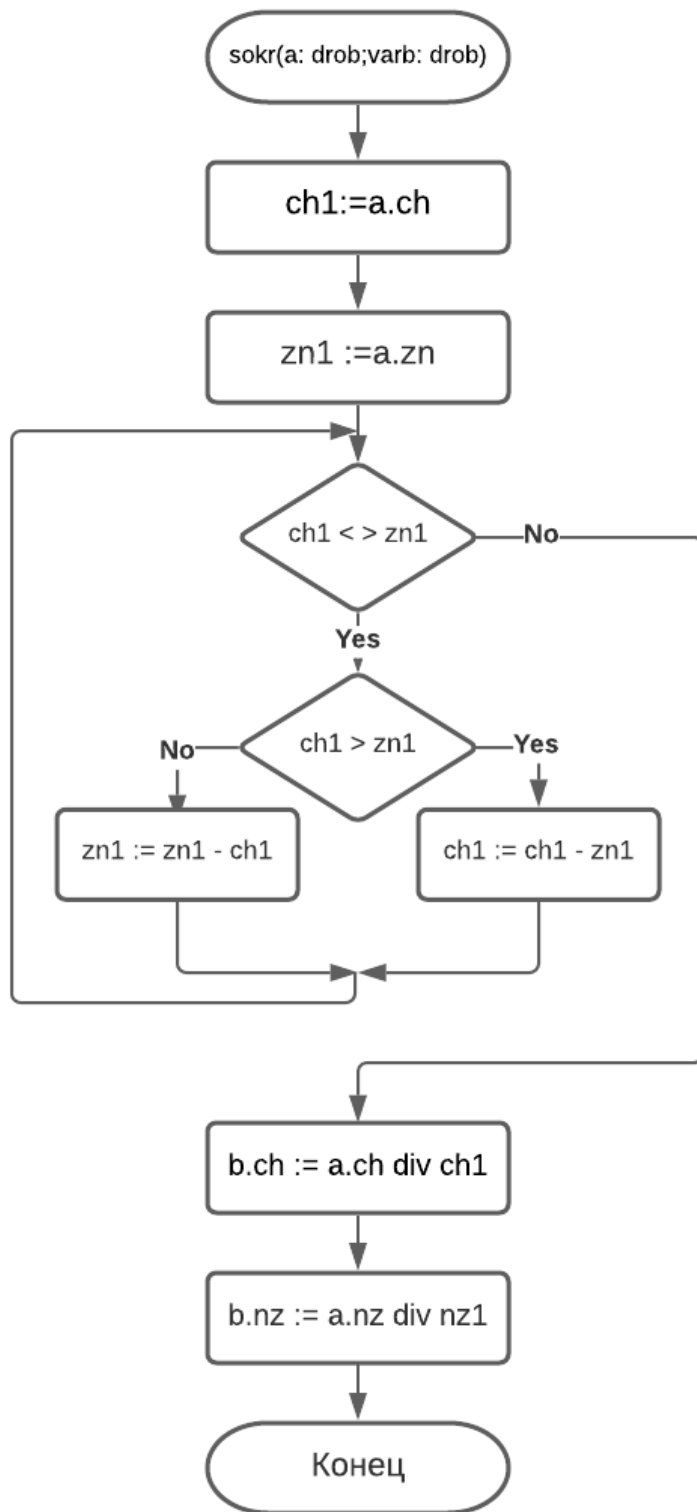 sokr(a: drob;varb: drob)
ch1:=a.ch
zn1 :=a.zn
ch1 < > zn1
No
Yes
ch1 > zn1
No
Yes
zn1 := zn1 - ch1
ch1 := ch1 - zn1
b.ch := a.ch div ch1
b.nz := a.nz div nz1
Конец